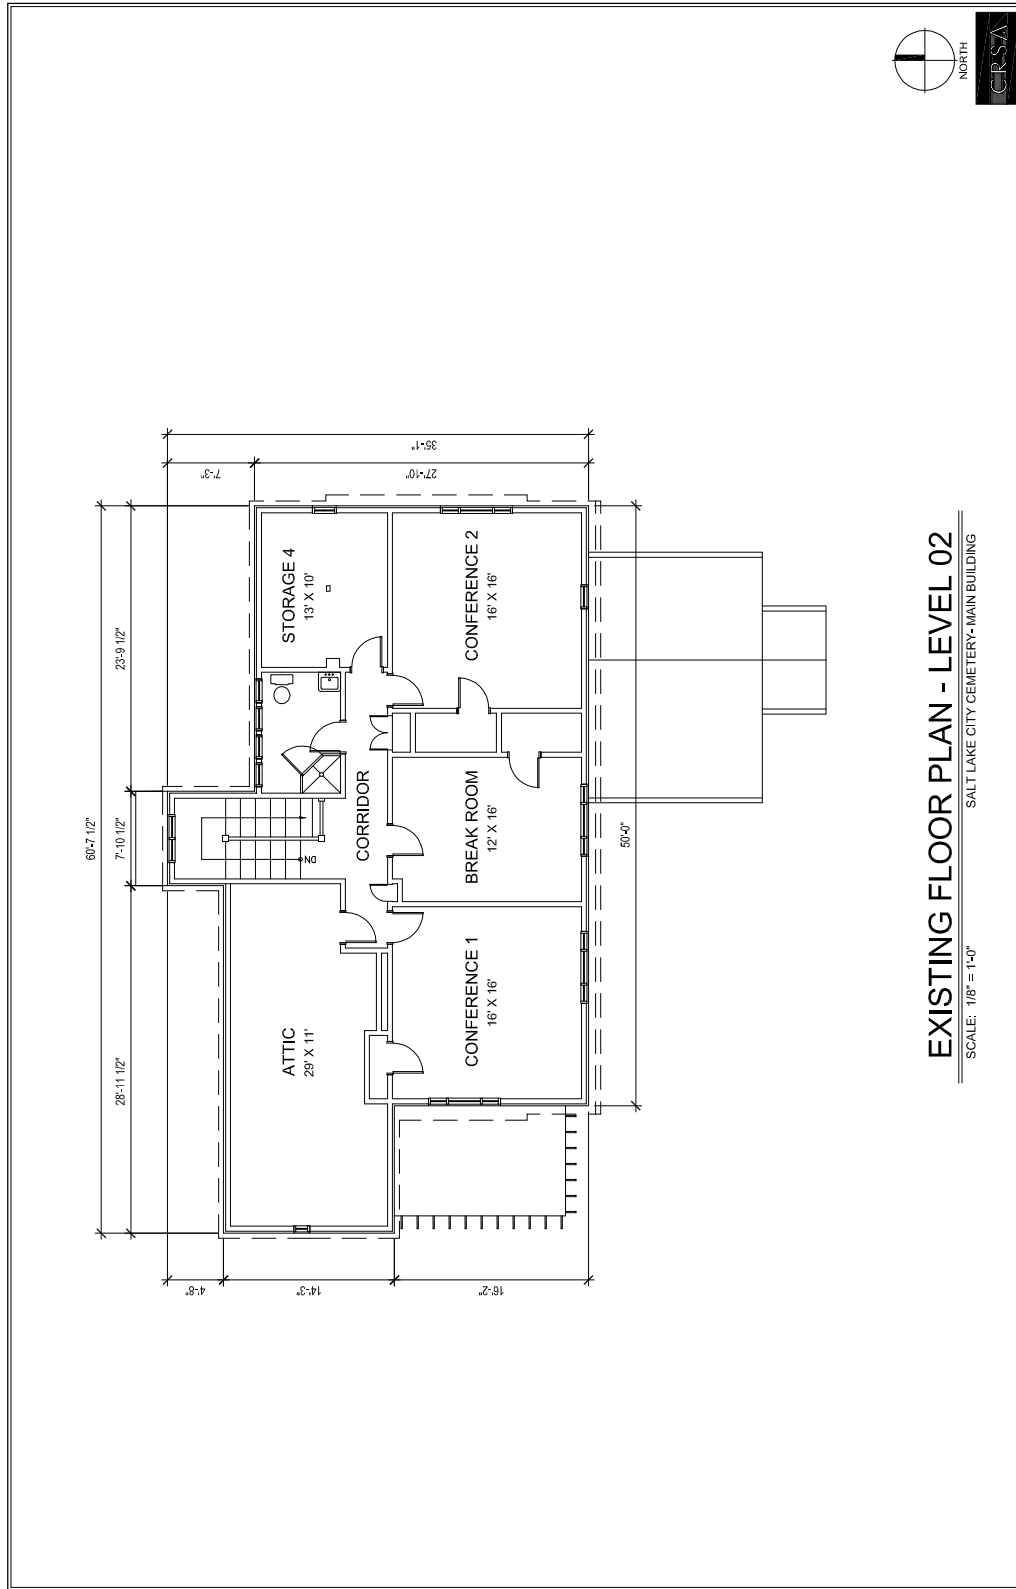 NORTH
CRSA
60'-7 1/2"
28'-11 1/2"
7'-10 1/2"
23'-9 1/2"
4'-8"
14'-3"
16'-2"
7'-3"
27'-10"
35'-1"
ATTIC
29' X 11'
DN
STORAGE 4
13' X 10'
CORRIDOR
CONFERENCE 1
16' X 16'
BREAK ROOM
12' X 16'
CONFERENCE 2
16' X 16'
50'-0"
EXISTING FLOOR PLAN - LEVEL 02
SCALE: 1/8" = 1'-0"
SALT LAKE CITY CEMETERY- MAIN BUILDING